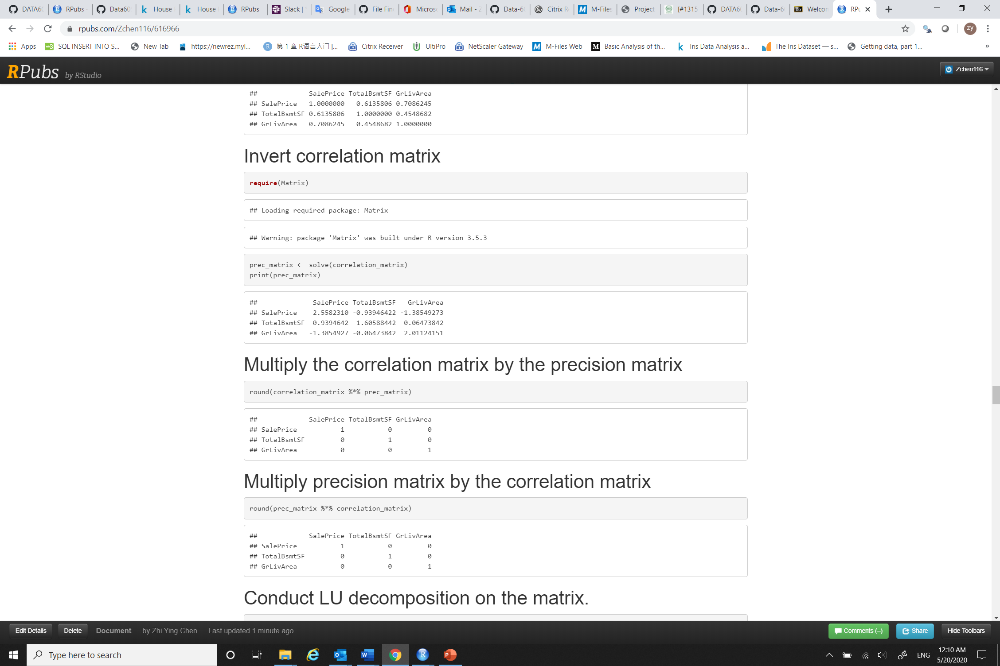 DATA60 RPubs - Data60 House House RPubs Slack | Google File Fin Micros Mail - Z Data-60 Citrix R M-Files Project [#1315 DATA60 Data-60 Welcon RPu
rpubs.com/Zchen116/616966 ZY
Apps SQL INSERT INTO S... New Tab https://newrez.myl... 第 1 章 R语言入门 |... Citrix Receiver UltiPro NetScaler Gateway M-Files Web Basic Analysis of th... Iris Data Analysis a... The Iris Dataset — s... Getting data, part 1... »
RPubs by RStudio Zchen116
## SalePrice TotalBsmtSF GrLivArea
## SalePrice 1.0000000 0.6135806 0.7086245
## TotalBsmtSF 0.6135806 1.0000000 0.4548682
## GrLivArea 0.7086245 0.4548682 1.0000000
Invert correlation matrix
require(Matrix)
## Loading required package: Matrix
## Warning: package 'Matrix' was built under R version 3.5.3
prec_matrix <- solve(correlation_matrix)
print(prec_matrix)
## SalePrice TotalBsmtSF GrLivArea
## SalePrice 2.5582310 -0.93946422 -1.38549273
## TotalBsmtSF -0.9394642 1.60588442 -0.06473842
## GrLivArea -1.3854927 -0.06473842 2.01124151
Multiply the correlation matrix by the precision matrix
round(correlation_matrix %*% prec_matrix)
## SalePrice TotalBsmtSF GrLivArea
## SalePrice 1 0 0
## TotalBsmtSF 0 1 0
## GrLivArea 0 0 1
Multiply precision matrix by the correlation matrix
round(prec_matrix %*% correlation_matrix)
## SalePrice TotalBsmtSF GrLivArea
## SalePrice 1 0 0
## TotalBsmtSF 0 1 0
## GrLivArea 0 0 1
Conduct LU decomposition on the matrix.
Edit Details Delete Document by Zhi Ying Chen Last updated 1 minute ago Comments (–) Share Hide Toolbars
Type here to search ENG 12:10 AM
5/20/2020